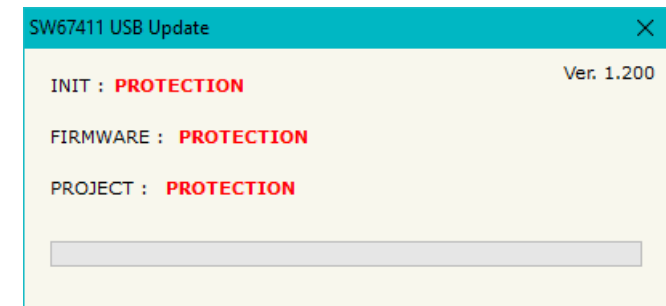 SW67411 USB Update
Ver. 1.200
INIT : PROTECTION
FIRMWARE : PROTECTION
PROJECT : PROTECTION